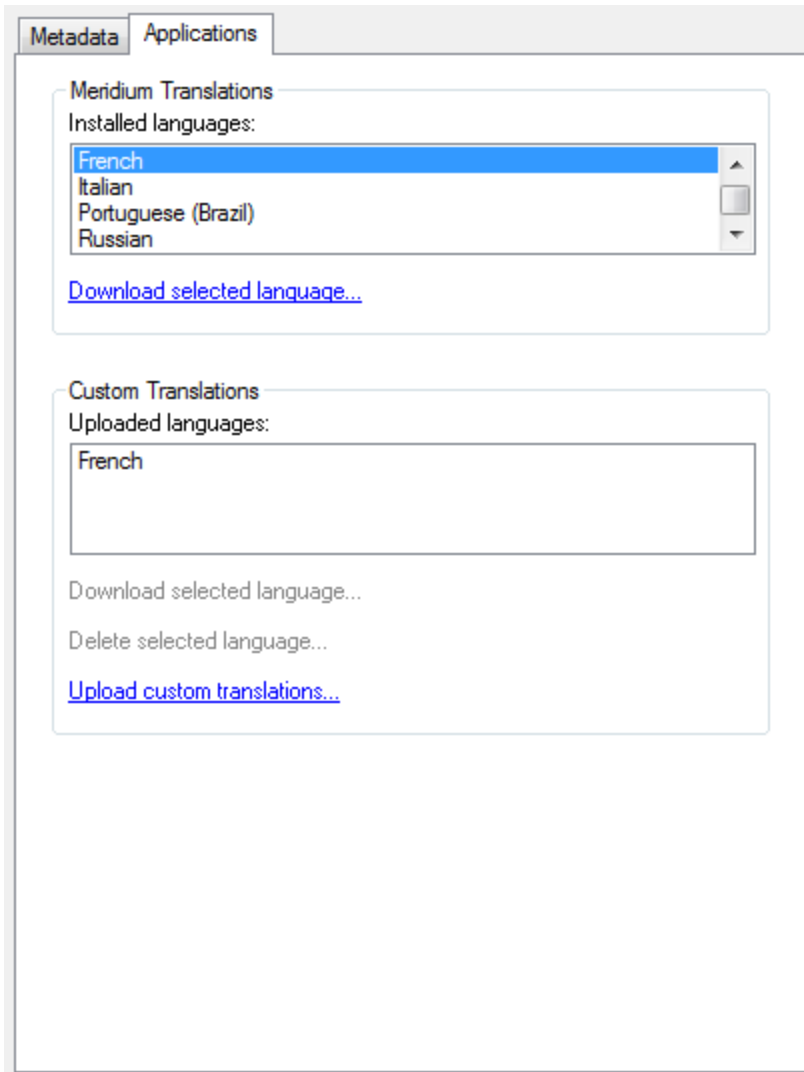 Metadata
Applications
Meridium Translations
Installed languages:
French
Italian
Portuguese (Brazil)
Russian
Download selected language...
Custom Translations
Uploaded languages:
French
Download selected language...
Delete selected language...
Upload custom translations...